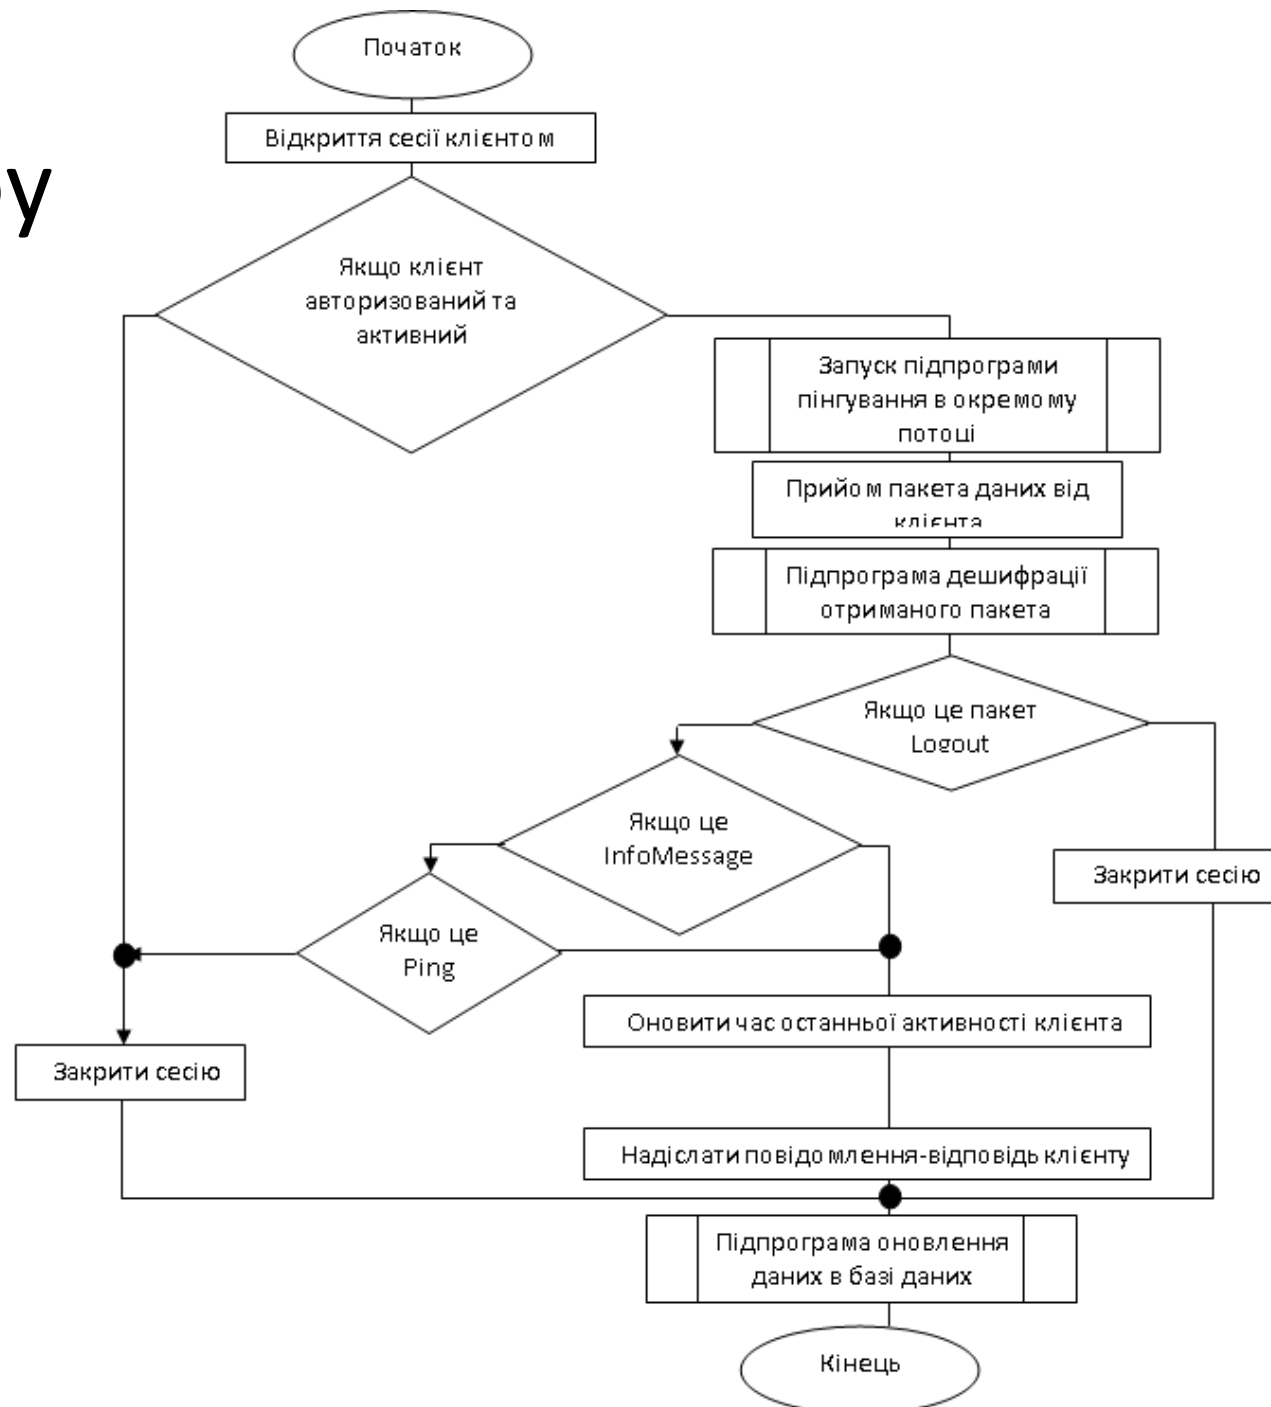 Початок
Відкриття сесії клієнтом
у
Якщо клієнт
авторизований та
активний
Запуск підпрограми
пінгування в окремому
потоці
Прийом пакета даних від
клієнта
Підпрограма дешифрації
отриманого пакета
Якщо це пакет
Logout
Якщо це
InfoMessage
Закрити сесію
Якщо це
Ping
Оновити час останньої активності клієнта
Закрити сесію
Надіслати повідомлення-відповідь клієнту
Підпрограма оновлення
даних в базі даних
Кінець